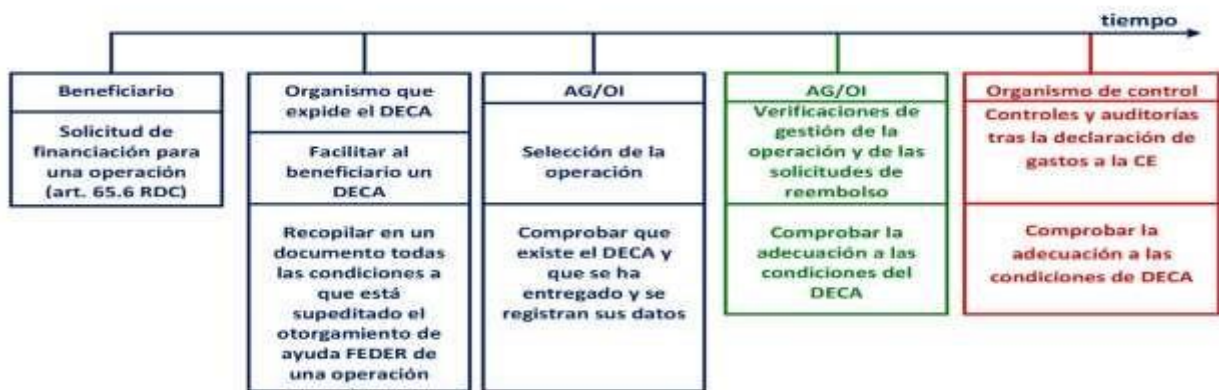 tiempo
Beneficiario
Solicitud de
financiación para
una operación
(art. 65.6 RDC)
Organismo que
expide el DECA
Facilitar al
beneficiario un
DECA
Recopilar en un
documento todas
las condiciones a
que está
supeditado el
otorgamiento de
ayuda FEDER de
una operación
AG/OI
Selección de la
operación
Comprobar que
existe el DECA y
que se ha
entregado y se
registran sus datos
AG/OI
Verificaciones de
gestión de la
operación y de las
solicitudes de
reembolso
Comprobar la
adecuación a las
condiciones del
DECA
Organismo de control
Controles y auditorías
tras la declaración de
gastos a la CE
Comprobar la
adecuación a las
condiciones de DECA